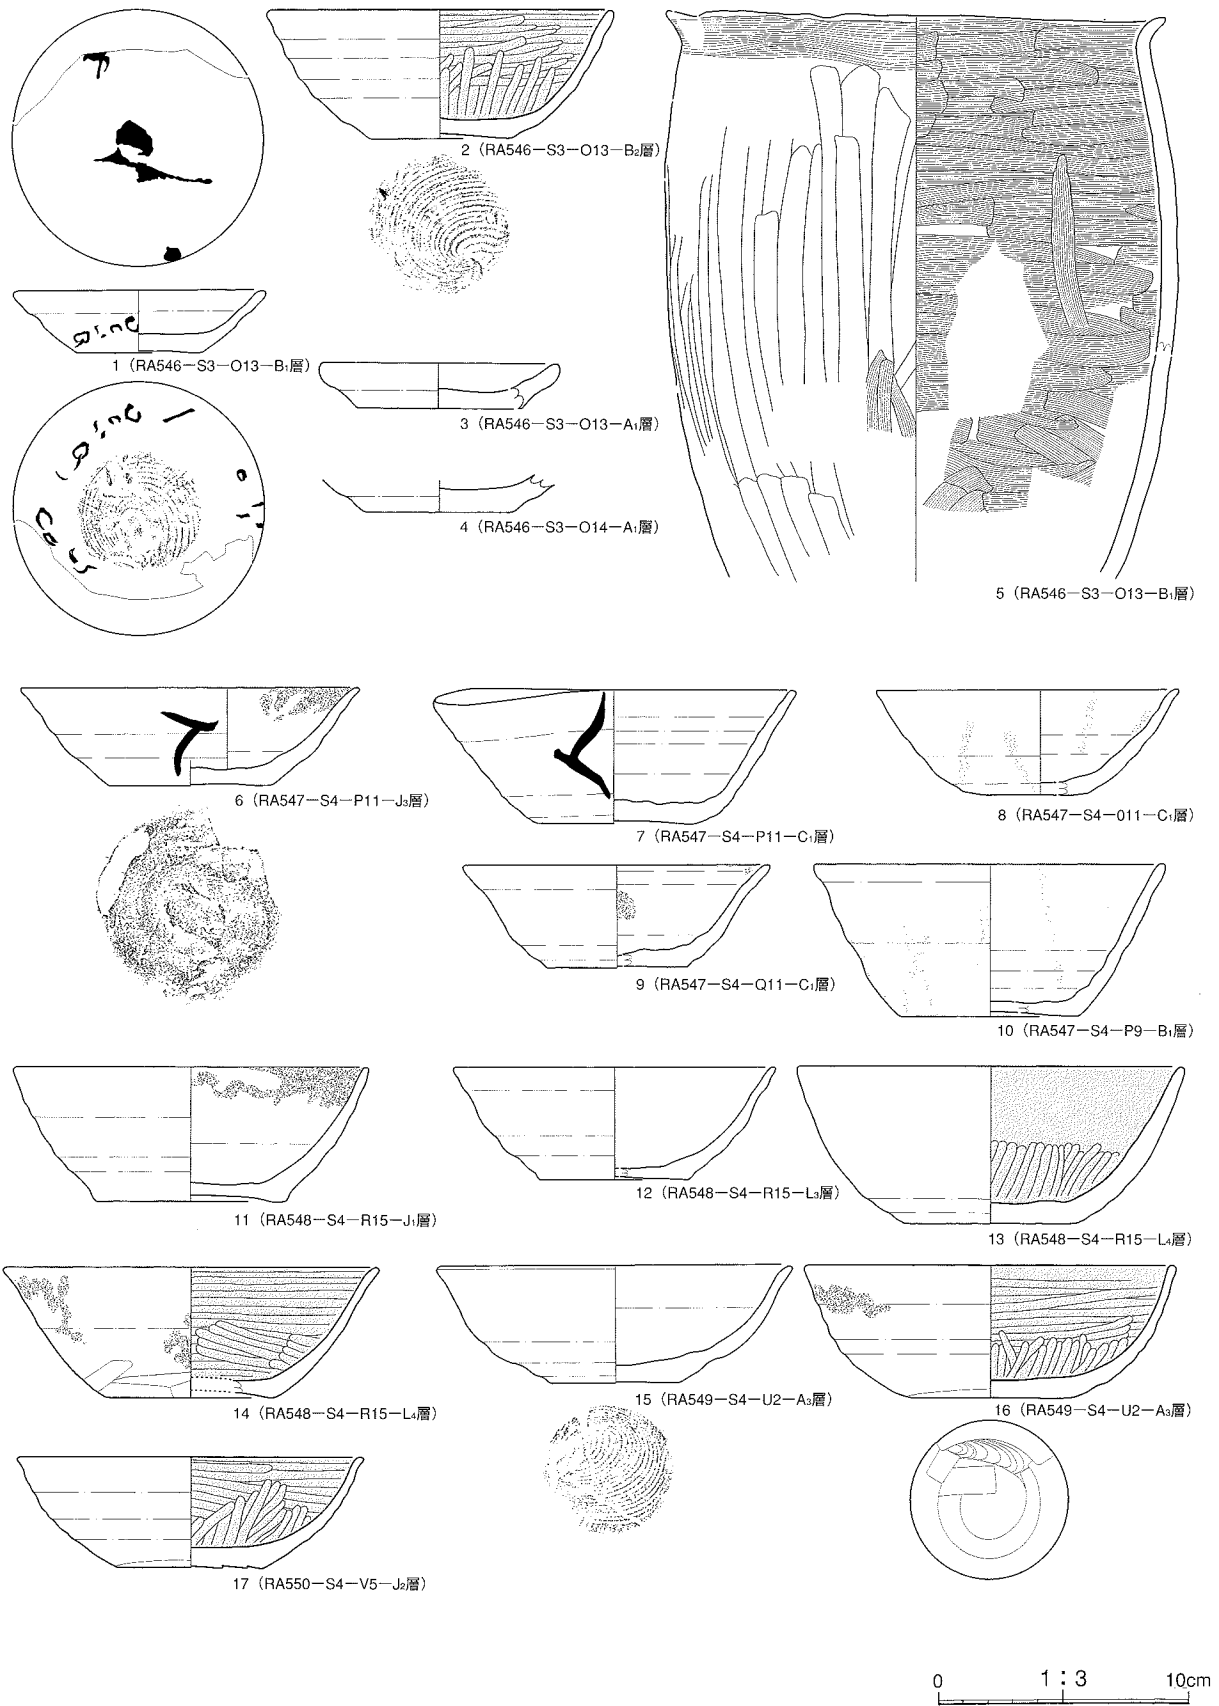 2（RA546−S3−O13−B₂層）
1（RA546−S3−O13−B₁層）
3（RA546−S3−O13−A₁層）
4（RA546−S3−O14−A₁層）
5（RA546−S3−O13−B₁層）
6（RA547−S4−P11−J₃層）
7（RA547−S4−P11−C₁層）
8（RA547−S4−011−C₁層）
9（RA547−S4−Q11−C₁層）
10（RA547−S4−P9−B₁層）
11（RA548−S4−R15−J₁層）
12（RA548−S4−R15−L₃層）
13（RA548−S4−R15−L₄層）
14（RA548−S4−R15−L₄層）
15（RA549−S4−U2−A₃層）
16（RA549−S4−U2−A₃層）
17（RA550−S4−V5−J₂層）
0 1：3 10cm